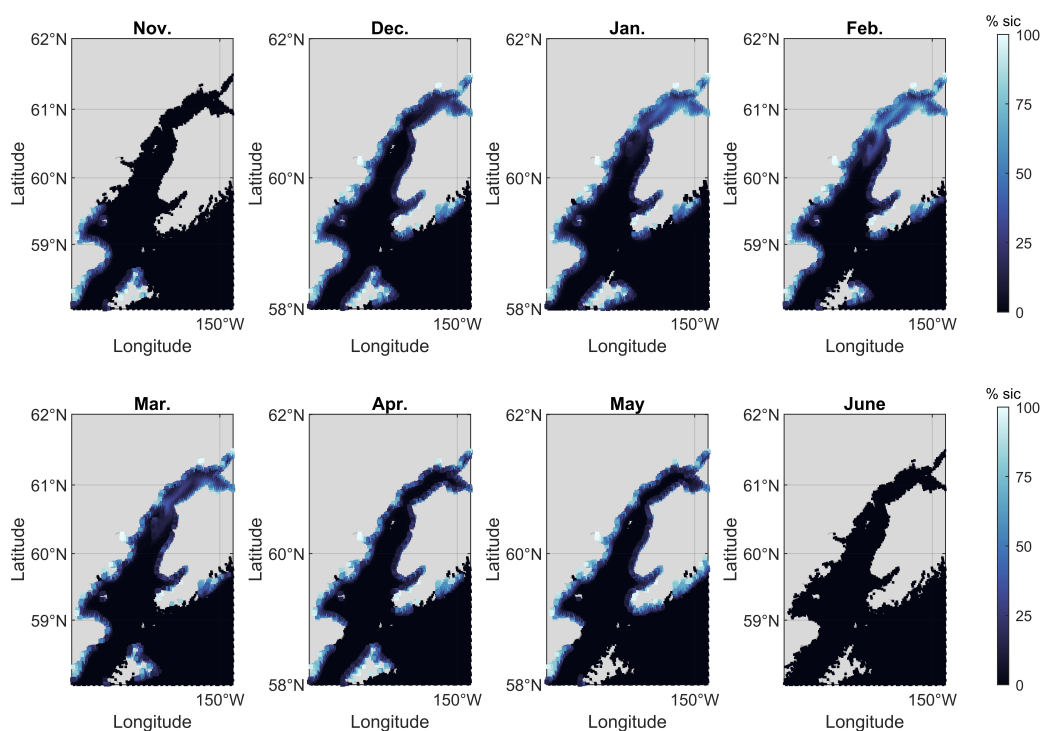 % sic
Nov. Dec. Jan. Feb.
62°N 62°N 62°N 62°N 100
61°N 61°N 61°N 61°N 75
Latitude Latitude Latitude Latitude
60°N 60°N 60°N 60°N 50
59°N 59°N 59°N 59°N 25
58°N 58°N 58°N 0
150°W 150°W 150°W 150°W
Longitude Longitude Longitude Longitude
% sic
Mar. Apr. May June
62°N 62°N 62°N 62°N 100
61°N 61°N 61°N 61°N 75
Latitude Latitude Latitude Latitude
60°N 60°N 60°N 60°N 50
59°N 59°N 59°N 59°N 25
58°N 58°N 58°N 0
150°W 150°W 150°W 150°W
Longitude Longitude Longitude Longitude